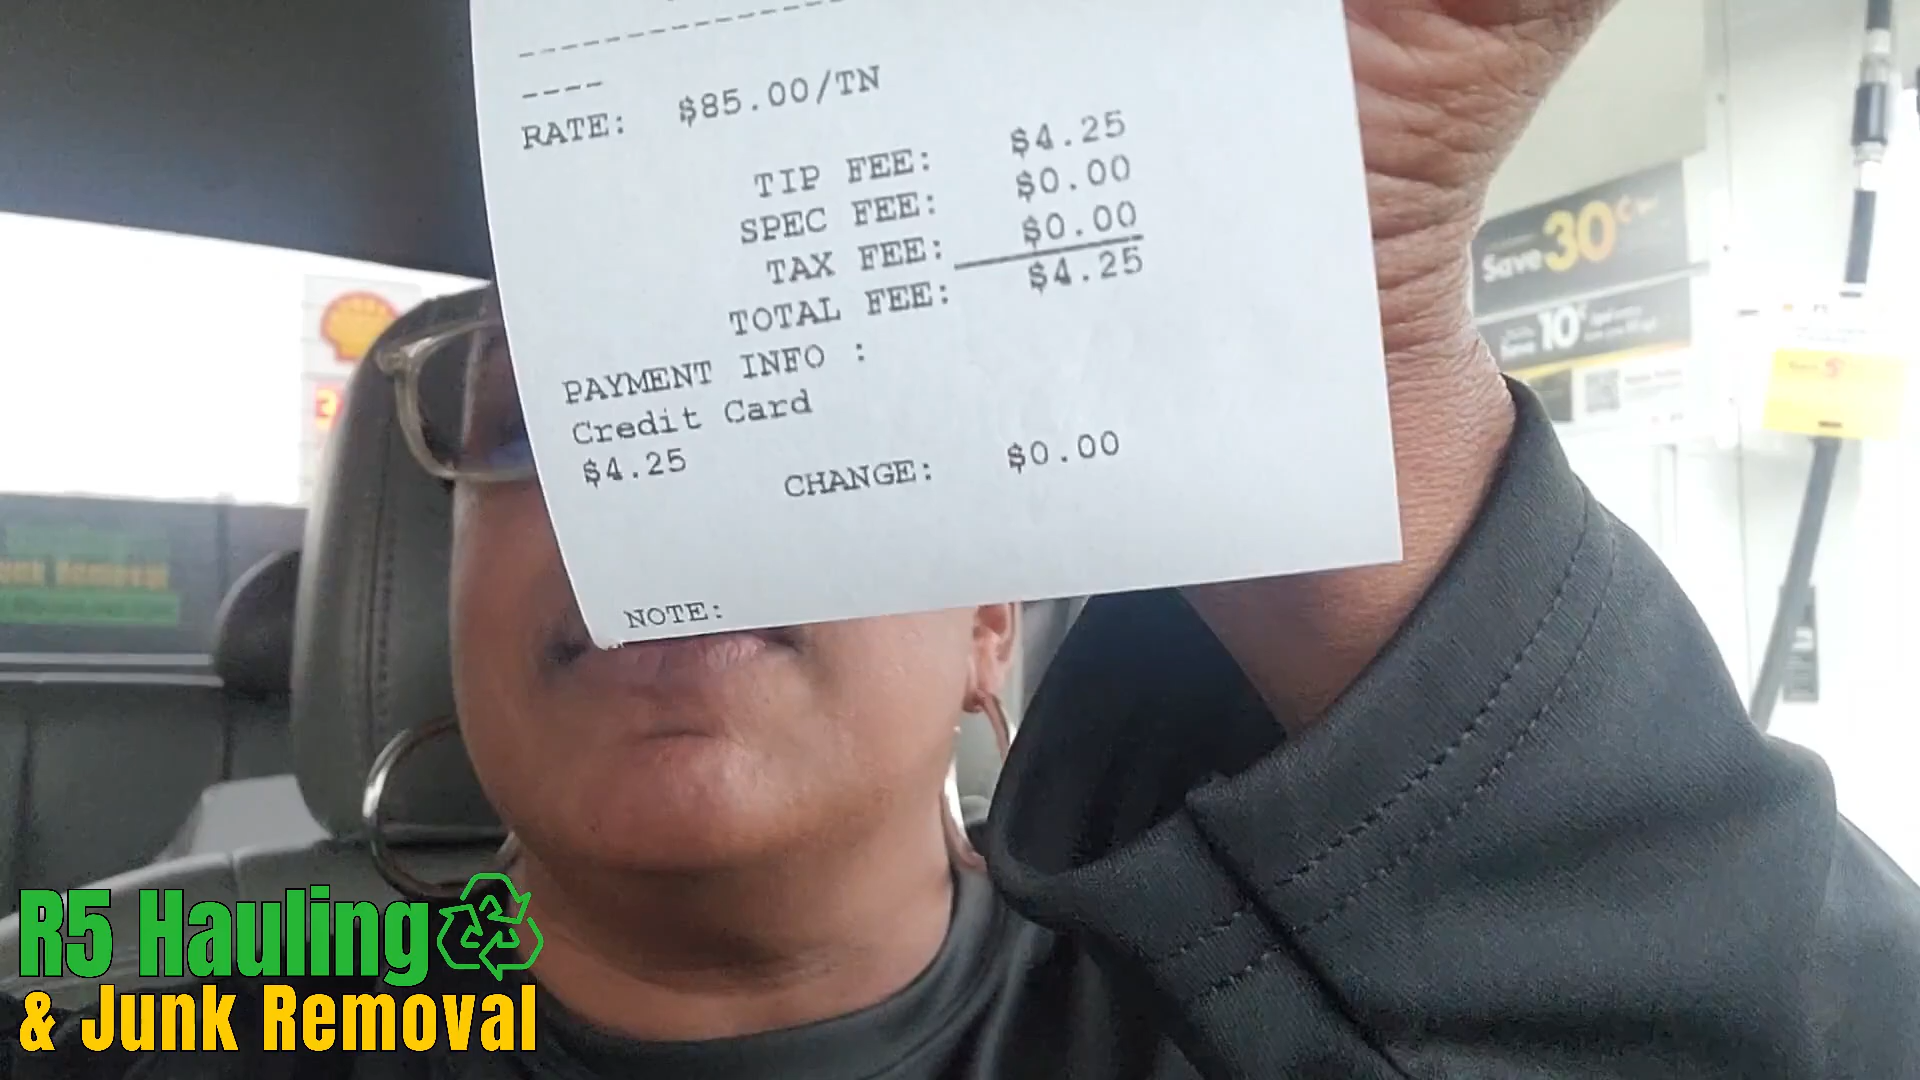 ----------------
----
RATE: $85.00/TN
TIP FEE: $4.25
SPEC FEE: $0.00
TAX FEE: $0.00
TOTAL FEE: $4.25
PAYMENT INFO :
Credit Card
$4.25
CHANGE: $0.00
NOTE:
Save 30¢
10¢
R5 Hauling
& Junk Removal